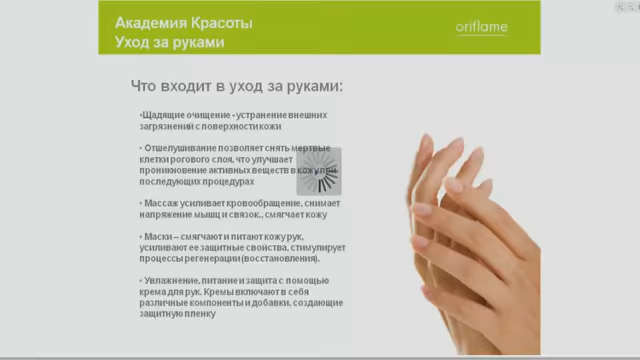 Академия Красоты
Уход за руками
oriflame
Что входит в уход за руками:
•Щадящие очищение - устранение внешних
загрязнений с поверхности кожи
• Отшелушивание позволяет снять мертвые
клетки рогового слоя, что улучшает
проникновение активных веществ в кожу при
последующих процедурах
• Массаж усиливает кровообращение, снимает
напряжение мышц и связок., смягчает кожу
• Маски – смягчают и питают кожу рук,
усиливают ее защитные свойства, стимулирует
процессы регенерации (восстановления).
• Увлажнение, питание и защита с помощью
крема для рук. Кремы включают в себя
различные компоненты и добавки, создающие
защитную пленку